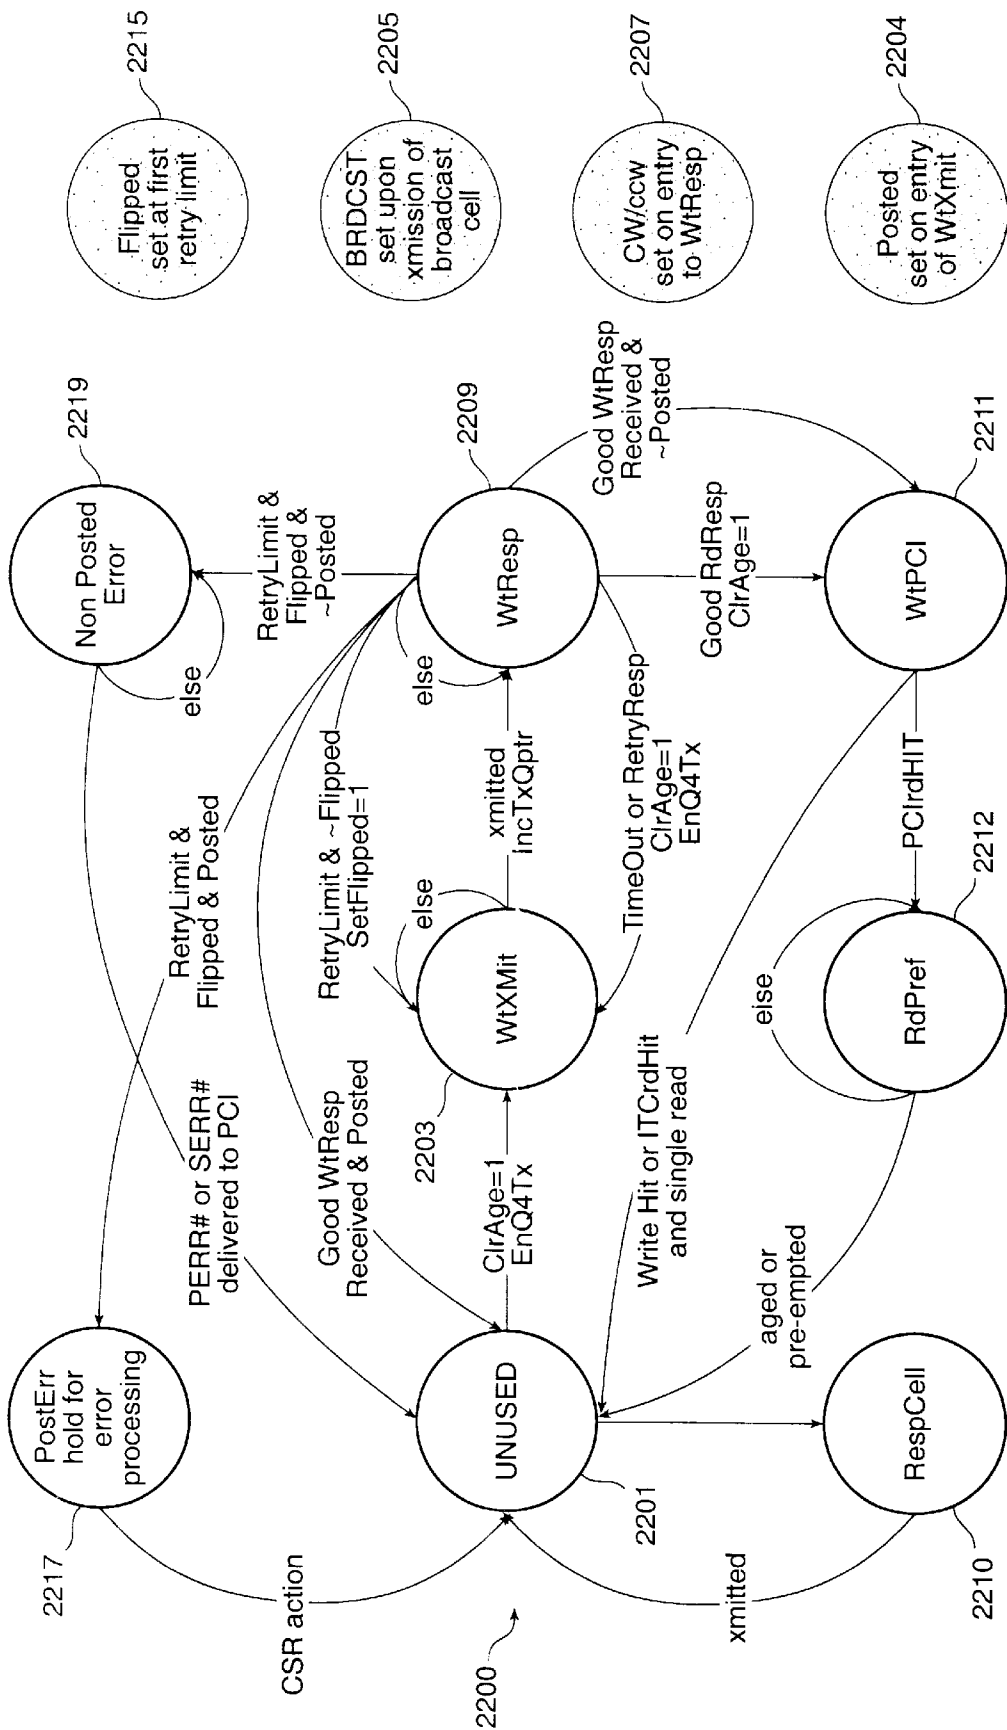 Flipped
set at first
retry limit
2215
BRDCST
set upon
xmission of
broadcast
cell
2205
CW/ccw
set on entry
to WtResp
2207
Posted
set on entry
of WtXmit
2204
PostErr
hold for
error
processing
2217
Non Posted
Error
2219
else
RetryLimit &
Flipped & Posted
RetryLimit &
Flipped &
~Posted
PERR# or SERR#
delivered to PCI
CSR action
Good WtResp
Received & Posted
RetryLimit & ~Flipped
SetFlipped=1
else
else
UNUSED
2201
ClrAge=1
EnQ4Tx
WtXMit
2203
xmitted
incTxQptr
WtResp
2209
Good WtResp
Received &
~Posted
TimeOut or RetryResp
ClrAge=1
EnQ4Tx
Good RdResp
ClrAge=1
Write Hit or ITCrdHit
and single read
aged or
pre-empted
else
xmitted
RespCell
2210
RdPref
2212
PCIrdHIT
WtPCI
2211
2200